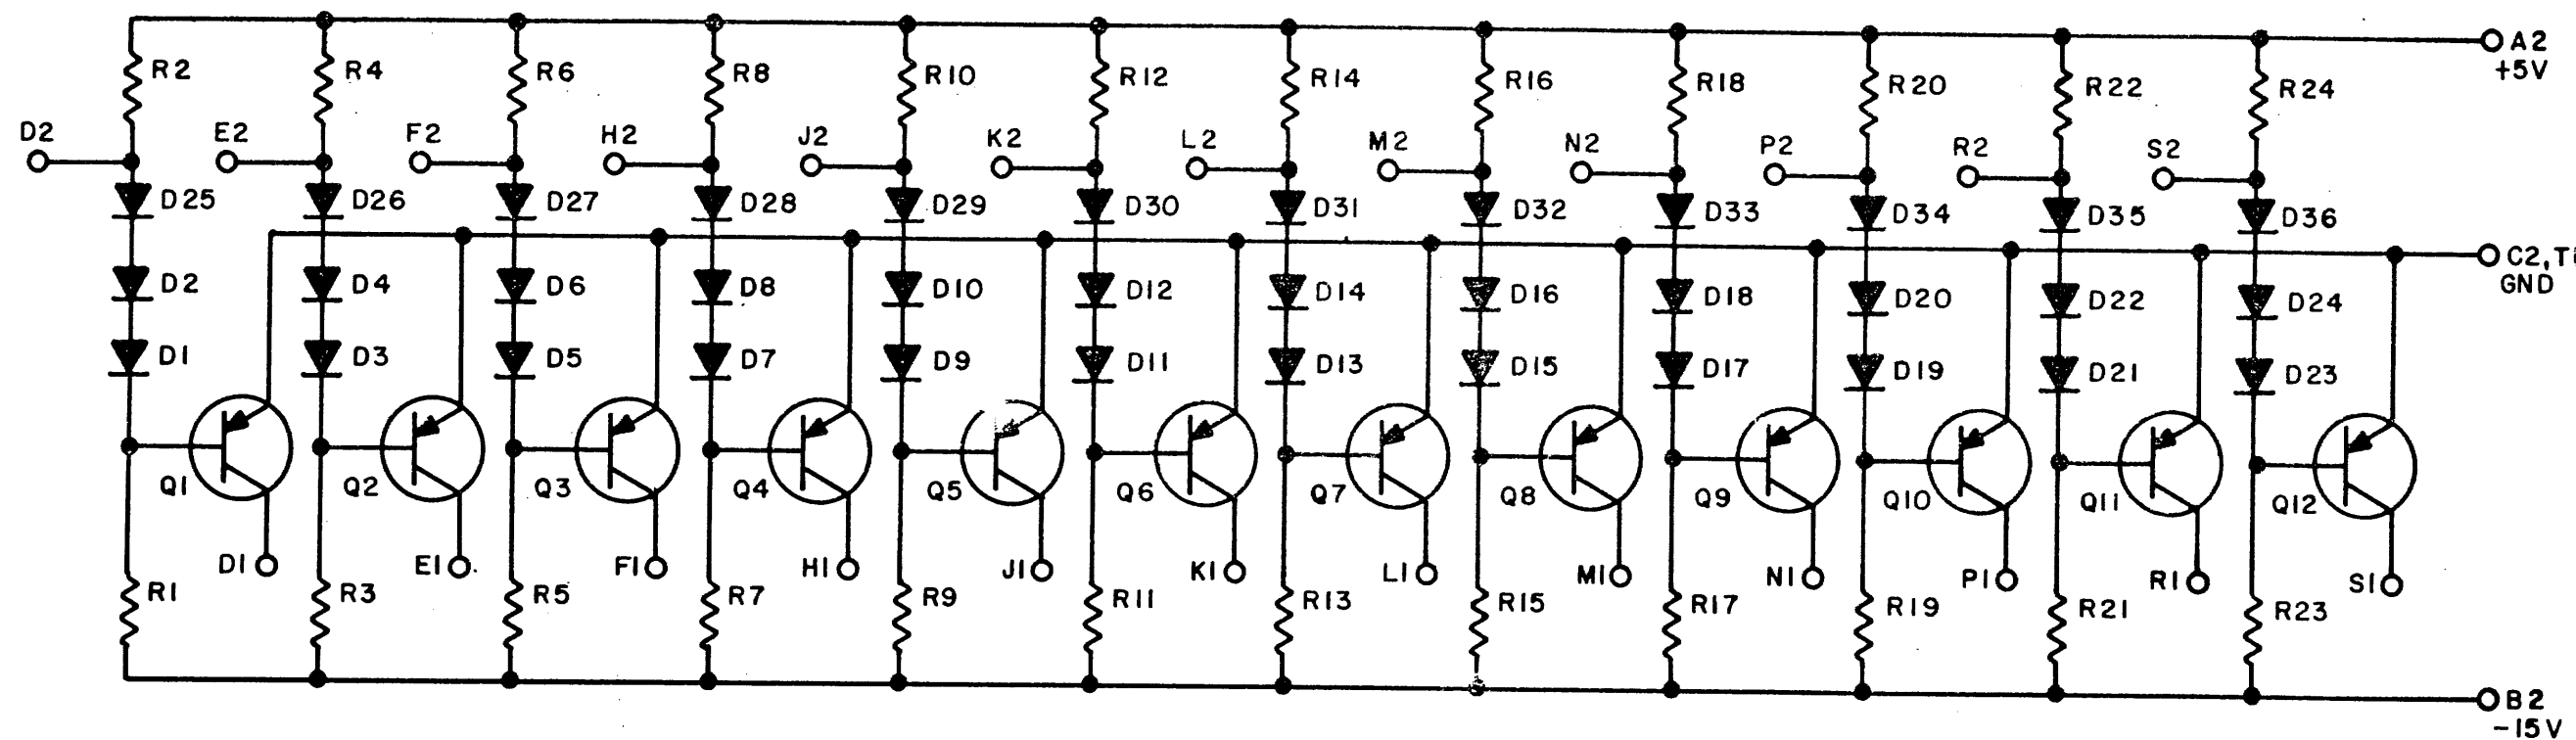 R2 R4 R6 R8 R10 R12 R14 R16 R18 R20 R22 R24 A2
+5V
D2 E2 F2 H2 J2 K2 L2 M2 N2 P2 R2 S2
D25 D26 D27 D28 D29 D30 D31 D32 D33 D34 D35 D36
C2,T1
GND
D2 D4 D6 D8 D10 D12 D14 D16 D18 D20 D22 D24
D1 D3 D5 D7 D9 D11 D13 D15 D17 D19 D21 D23
Q1 Q2 Q3 Q4 Q5 Q6 Q7 Q8 Q9 Q10 Q11 Q12
D1 E1 F1 H1 J1 K1 L1 M1 N1 P1 R1 S1
R1 R3 R5 R7 R9 R11 R13 R15 R17 R19 R21 R23
B2
-15V